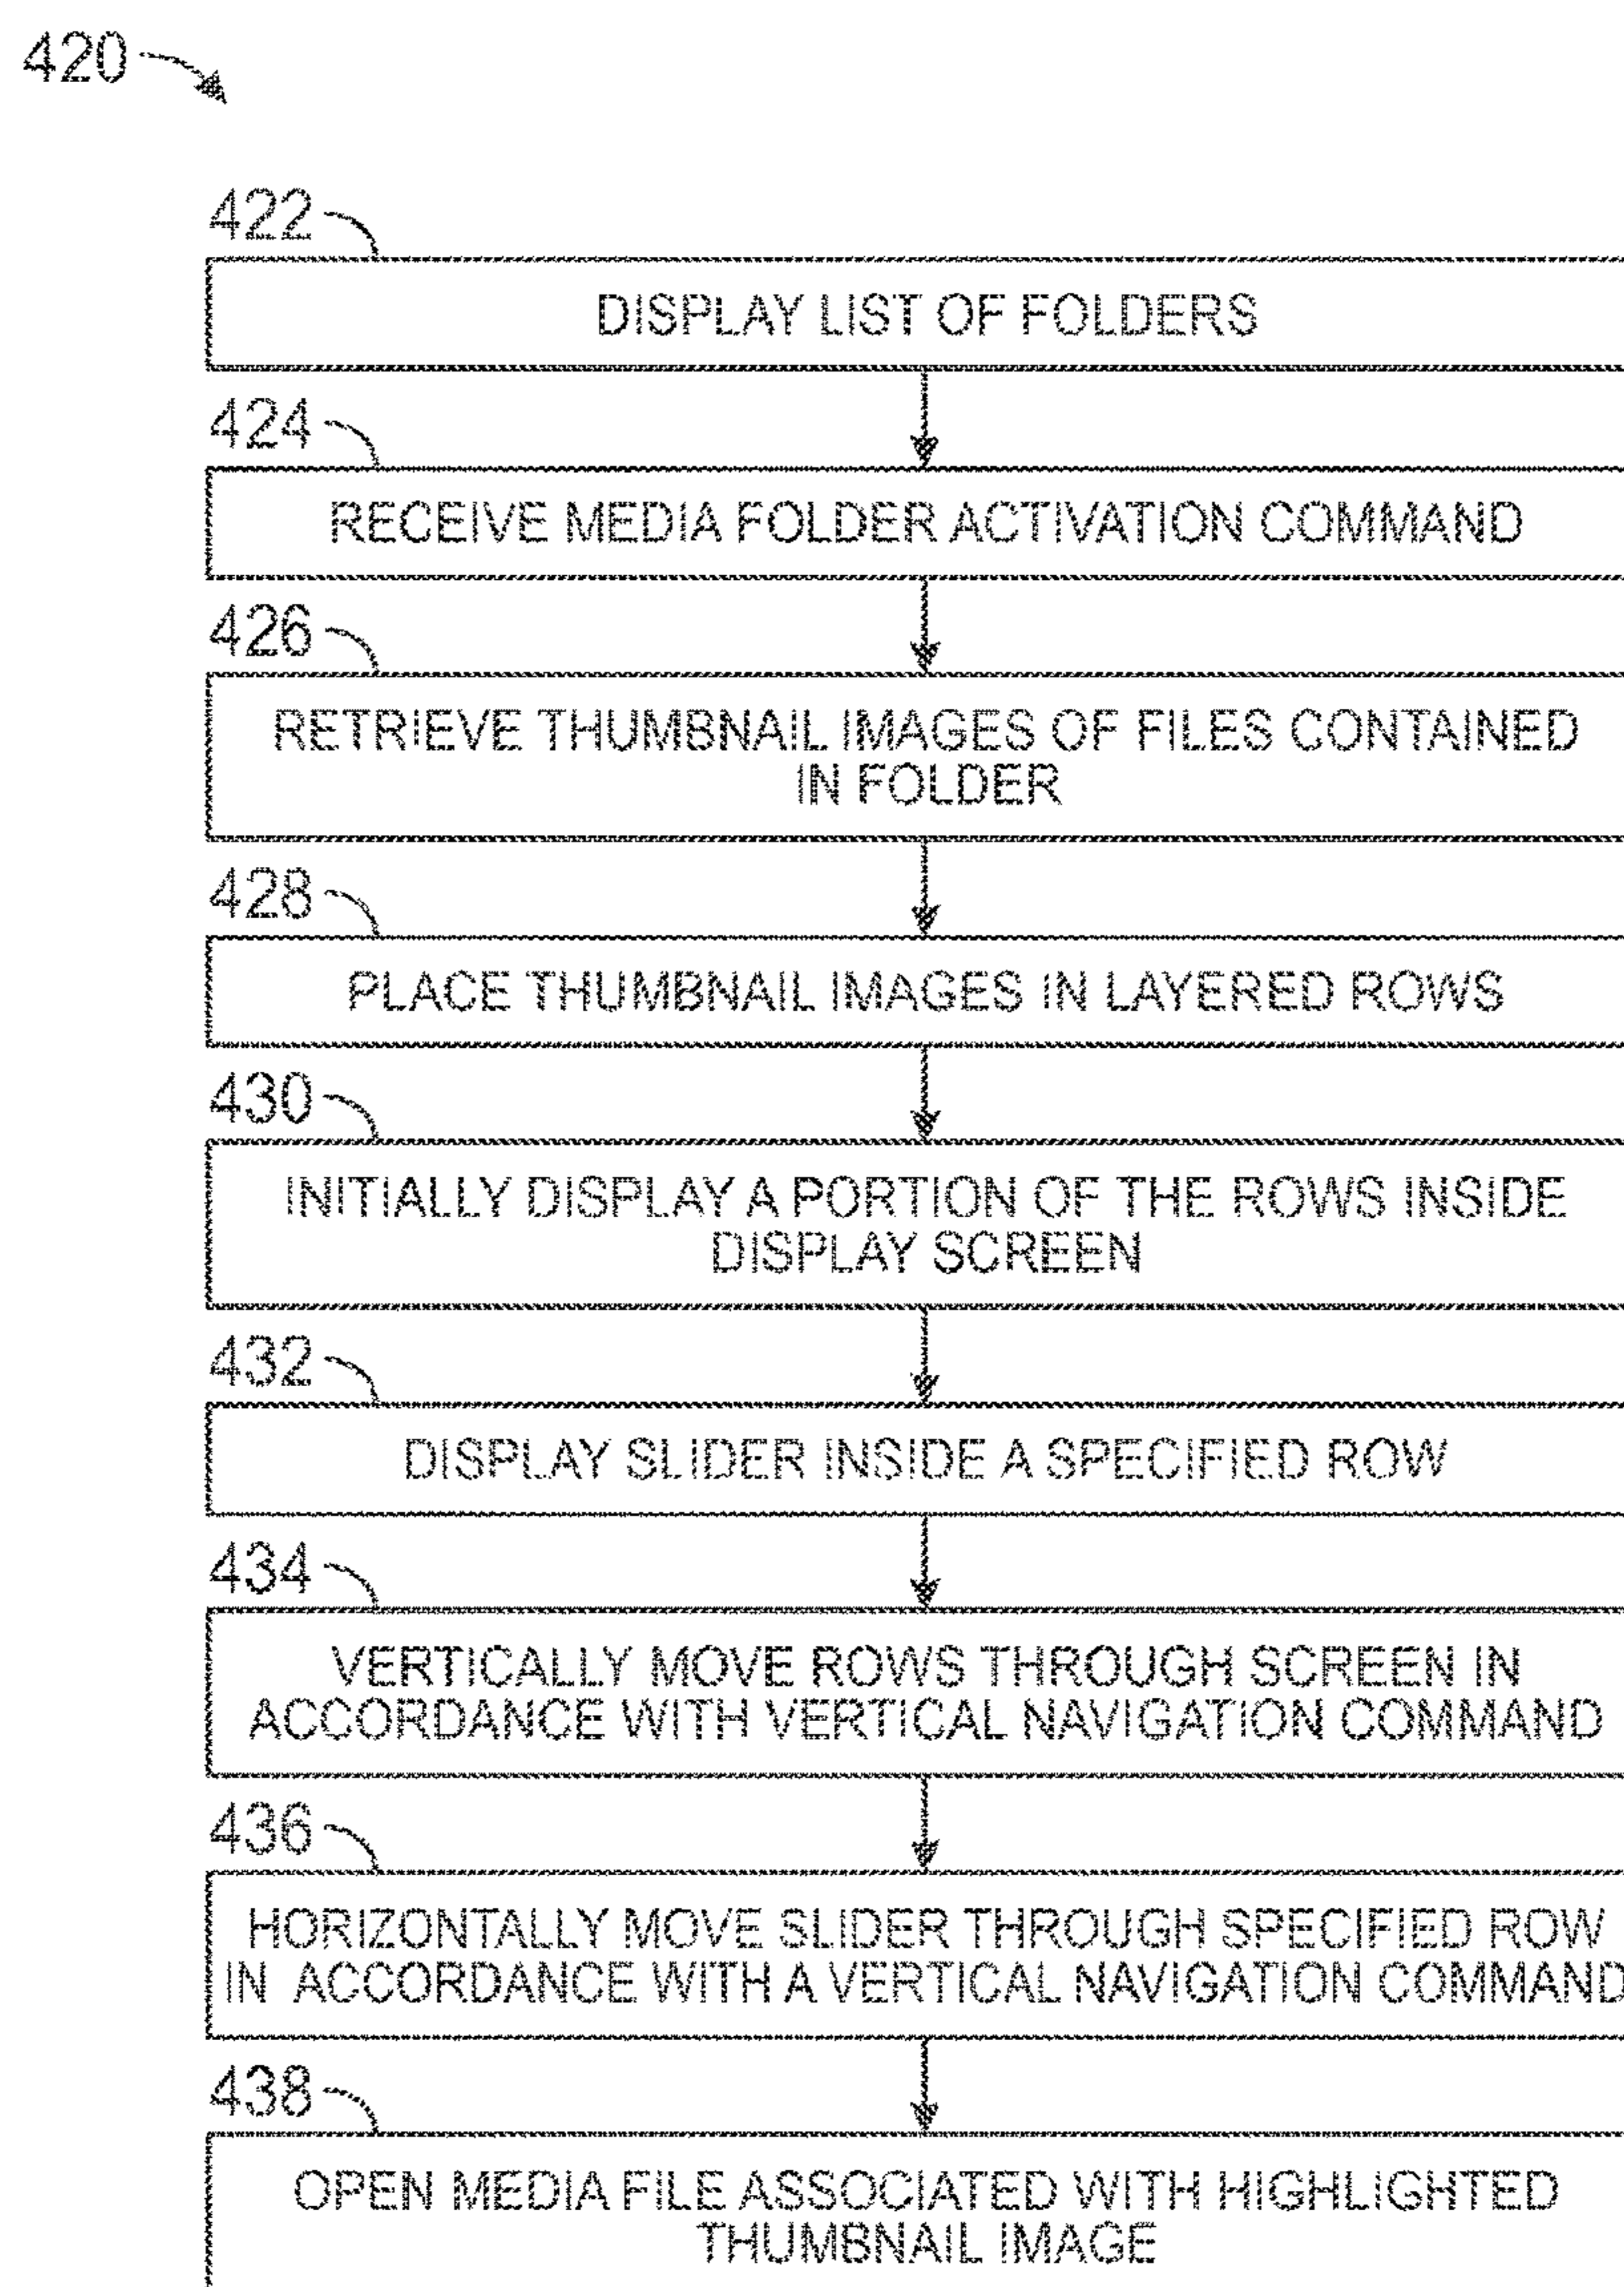 420
422
DISPLAY LIST OF FOLDERS
424
RECEIVE MEDIA FOLDER ACTIVATION COMMAND
426
RETRIEVE THUMBNAIL IMAGES OF FILES CONTAINED
IN FOLDER
428
PLACE THUMBNAIL IMAGES IN LAYERED ROWS
430
INITIALLY DISPLAY A PORTION OF THE ROWS INSIDE
DISPLAY SCREEN
432
DISPLAY SLIDER INSIDE A SPECIFIED ROW
434
VERTICALLY MOVE ROWS THROUGH SCREEN IN
ACCORDANCE WITH VERTICAL NAVIGATION COMMAND
436
HORIZONTALLY MOVE SLIDER THROUGH SPECIFIED ROW
IN ACCORDANCE WITH A VERTICAL NAVIGATION COMMAND
438
OPEN MEDIA FILE ASSOCIATED WITH HIGHLIGHTED
THUMBNAIL IMAGE